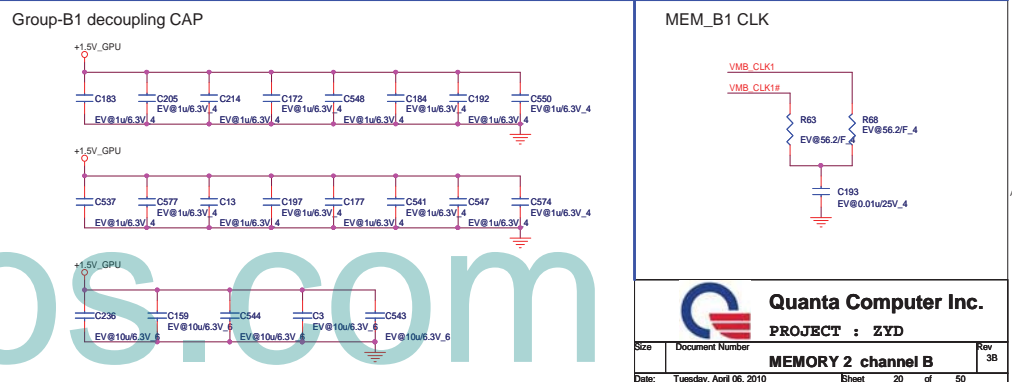 Group-B1 decoupling CAP
+1.5V_GPU
C183
C205
C214
C172
C548
C184
C192
C550
EV@1u/6.3V_4
EV@1u/6.3V_4
EV@1u/6.3V_4
EV@1u/6.3V_4
EV@1u/6.3V_4
EV@1u/6.3V_4
EV@1u/6.3V_4
EV@1u/6.3V_4
+1.5V_GPU
C537
C577
C13
C197
C177
C541
C547
C574
EV@1u/6.3V_4
EV@1u/6.3V_4
EV@1u/6.3V_4
EV@1u/6.3V_4
EV@1u/6.3V_4
EV@1u/6.3V_4
EV@1u/6.3V_4
EV@1u/6.3V_4
+1.5V_GPU
C236
C159
C544
C3
C543
EV@10u/6.3V_6
EV@10u/6.3V_6
EV@10u/6.3V_6
EV@10u/6.3V_6
EV@10u/6.3V_6
os.com
MEM_B1 CLK
VMB_CLK1
VMB_CLK1#
R63
EV@56.2/F_4
R68
EV@56.2/F_4
C193
EV@0.01u/25V_4
Quanta Computer Inc.
PROJECT : ZYD
Size Document Number Rev
MEMORY 2 channel B 3B
Date: Tuesday, April 06, 2010 Sheet 20 of 50